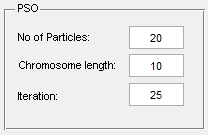 PSO
No of Particles: 20
Chromosome length: 10
Iteration: 25